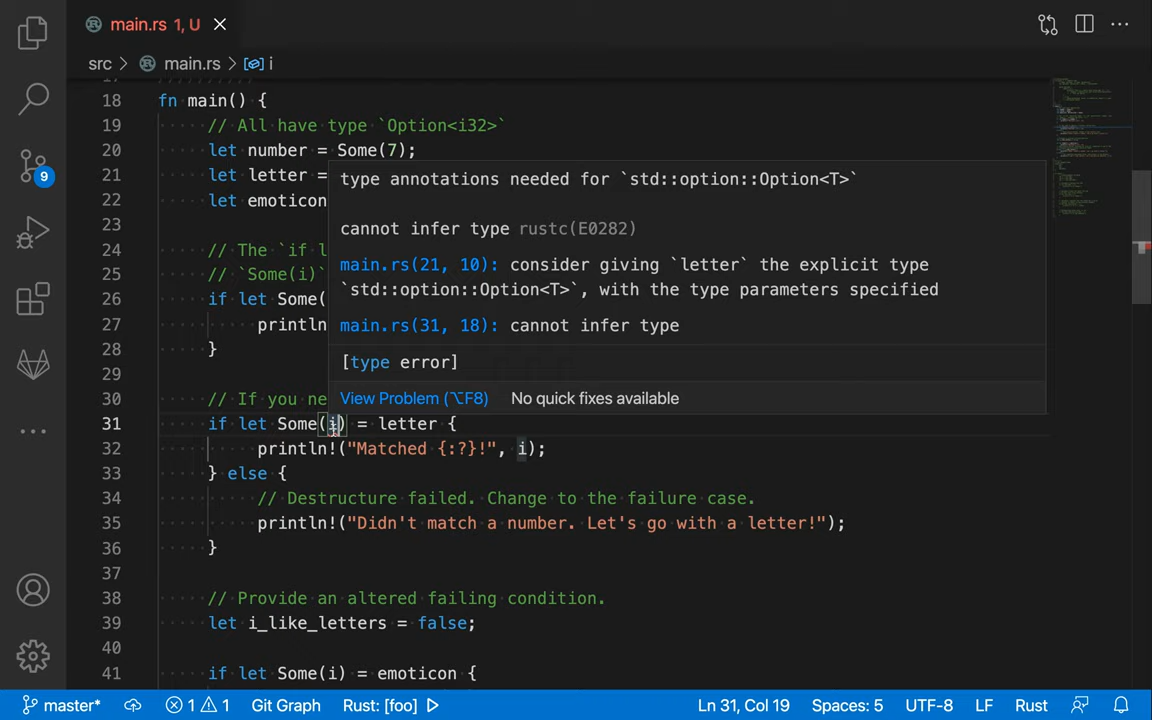 main.rs 1, U
src > main.rs > i
18 fn main() {
19 // All have type `Option<i32>`
20 let number = Some(7);
21 let letter =
22 let emoticon
type annotations needed for `std::option::Option<T>`
23
cannot infer type rustc(E0282)
24 // The `if l
main.rs(21, 10): consider giving `letter` the explicit type
25 // `Some(i)`
`std::option::Option<T>`, with the type parameters specified
26 if let Some(
27 println
main.rs(31, 18): cannot infer type
28 }
[type error]
29
30 // If you ne
View Problem (⌥F8) No quick fixes available
31 if let Some(i) = letter {
32 println!("Matched {:?}!", i);
33 } else {
34 // Destructure failed. Change to the failure case.
35 println!("Didn't match a number. Let's go with a letter!");
36 }
37
38 // Provide an altered failing condition.
39 let i_like_letters = false;
40
41 if let Some(i) = emoticon {
9
master* 1 1 Git Graph Rust: [foo] Ln 31, Col 19 Spaces: 5 UTF-8 LF Rust